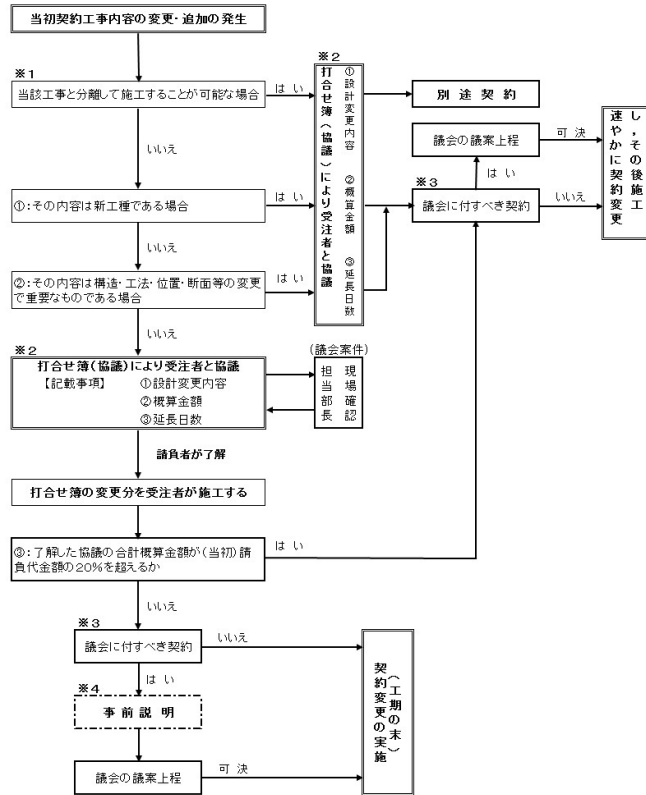 当初契約工事内容の変更・追加の発生
※1
当該工事と分離して施工することが可能な場合
はい
いいえ
①:その内容は新工種である場合
はい
いいえ
②:その内容は構造・工法・位置・断面等の変更
で重要なものである場合
はい
いいえ
※2
打合せ簿(協議)により受注者と協議
①設計変更内容
②概算金額
③延長日数
別途契約
議会の議案上程
可決
はい
※3
議会に付すべき契約
いいえ
速やかに契約変更
し,その後施工
※2
打合せ簿(協議)により受注者と協議
【記載事項】 ①設計変更内容
②概算金額
③延長日数
(議会案件)
担当部長
現場確認
請負者が了解
打合せ簿の変更分を受注者が施工する
③:了解した協議の合計概算金額が(当初)請
負代金額の20%を超えるか
はい
いいえ
※3
議会に付すべき契約
いいえ
はい
※4
事前説明
議会の議案上程
可決
(工期の末)
契約変更の実施